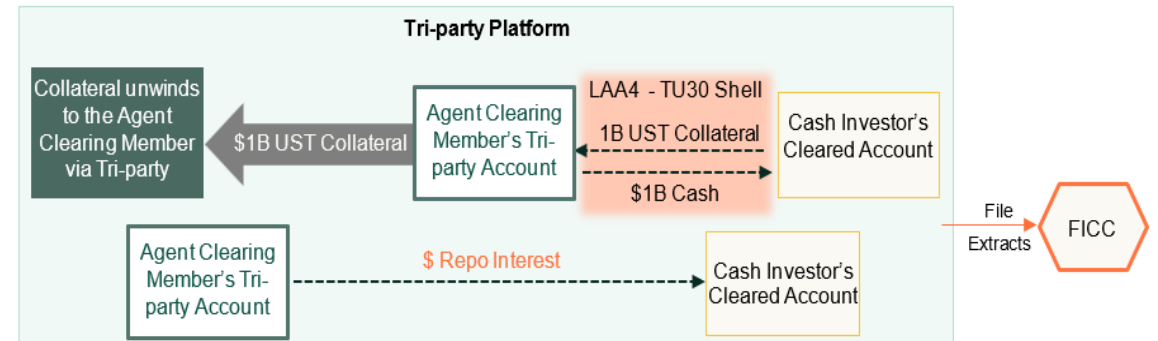 Tri-party Platform
Collateral unwinds
to the Agent
Clearing Member
via Tri-party
$1B UST Collateral
Agent Clearing
Member's Tri-
party Account
LAA4 - TU30 Shell
1B UST Collateral
$1B Cash
Cash Investor's
Cleared Account
File
Extracts
FICC
Agent Clearing
Member's Tri-
party Account
$ Repo Interest
Cash Investor's
Cleared Account